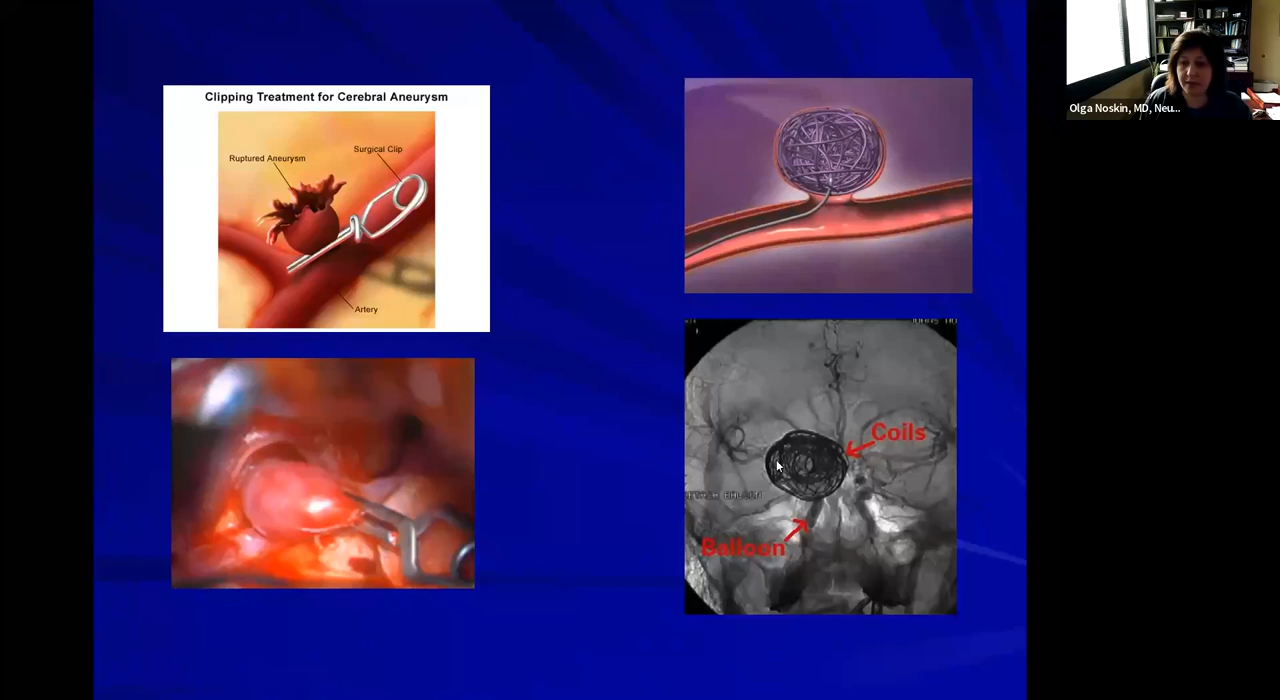 Clipping Treatment for Cerebral Aneurysm
Surgical Clip
Ruptured Aneurysm
Artery
Coils
Balloon
Olga Noskin, MD, Neu...